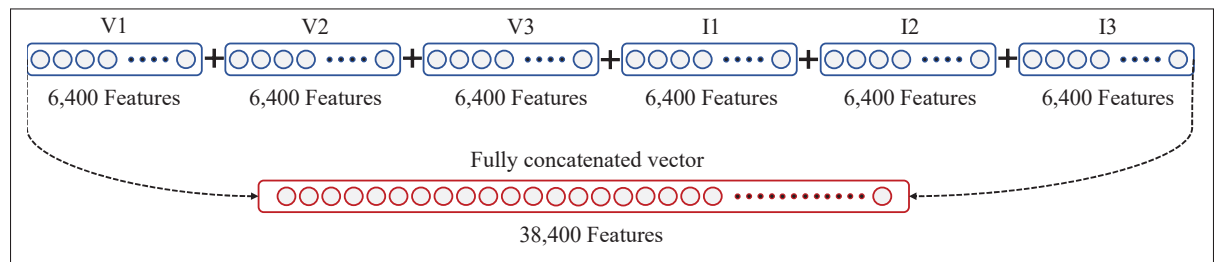 V1 V2 V3 I1 I2 I3
+ + + + +
6,400 Features 6,400 Features 6,400 Features 6,400 Features 6,400 Features 6,400 Features
Fully concatenated vector
38,400 Features